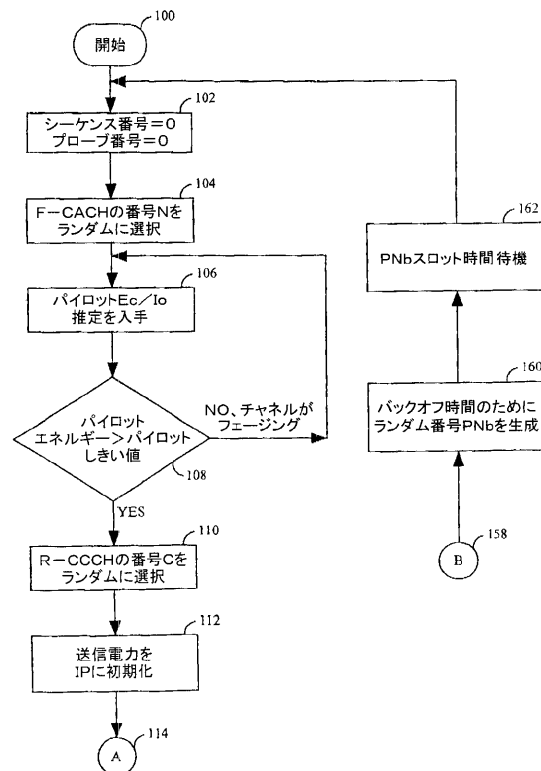 100
開始
102
シーケンス番号=0
プローブ番号=0
104
F-CACHの番号Nを
ランダムに選択
106
パイロットEc/Io
推定を入手
パイロット
エネルギー>パイロット
しきい値
108
NO、チャネルが
フェージング
YES
110
R-CCCHの番号Cを
ランダムに選択
112
送信電力を
IPに初期化
A
114
162
PNbスロット時間待機
160
バックオフ時間のために
ランダム番号PNbを生成
158
B